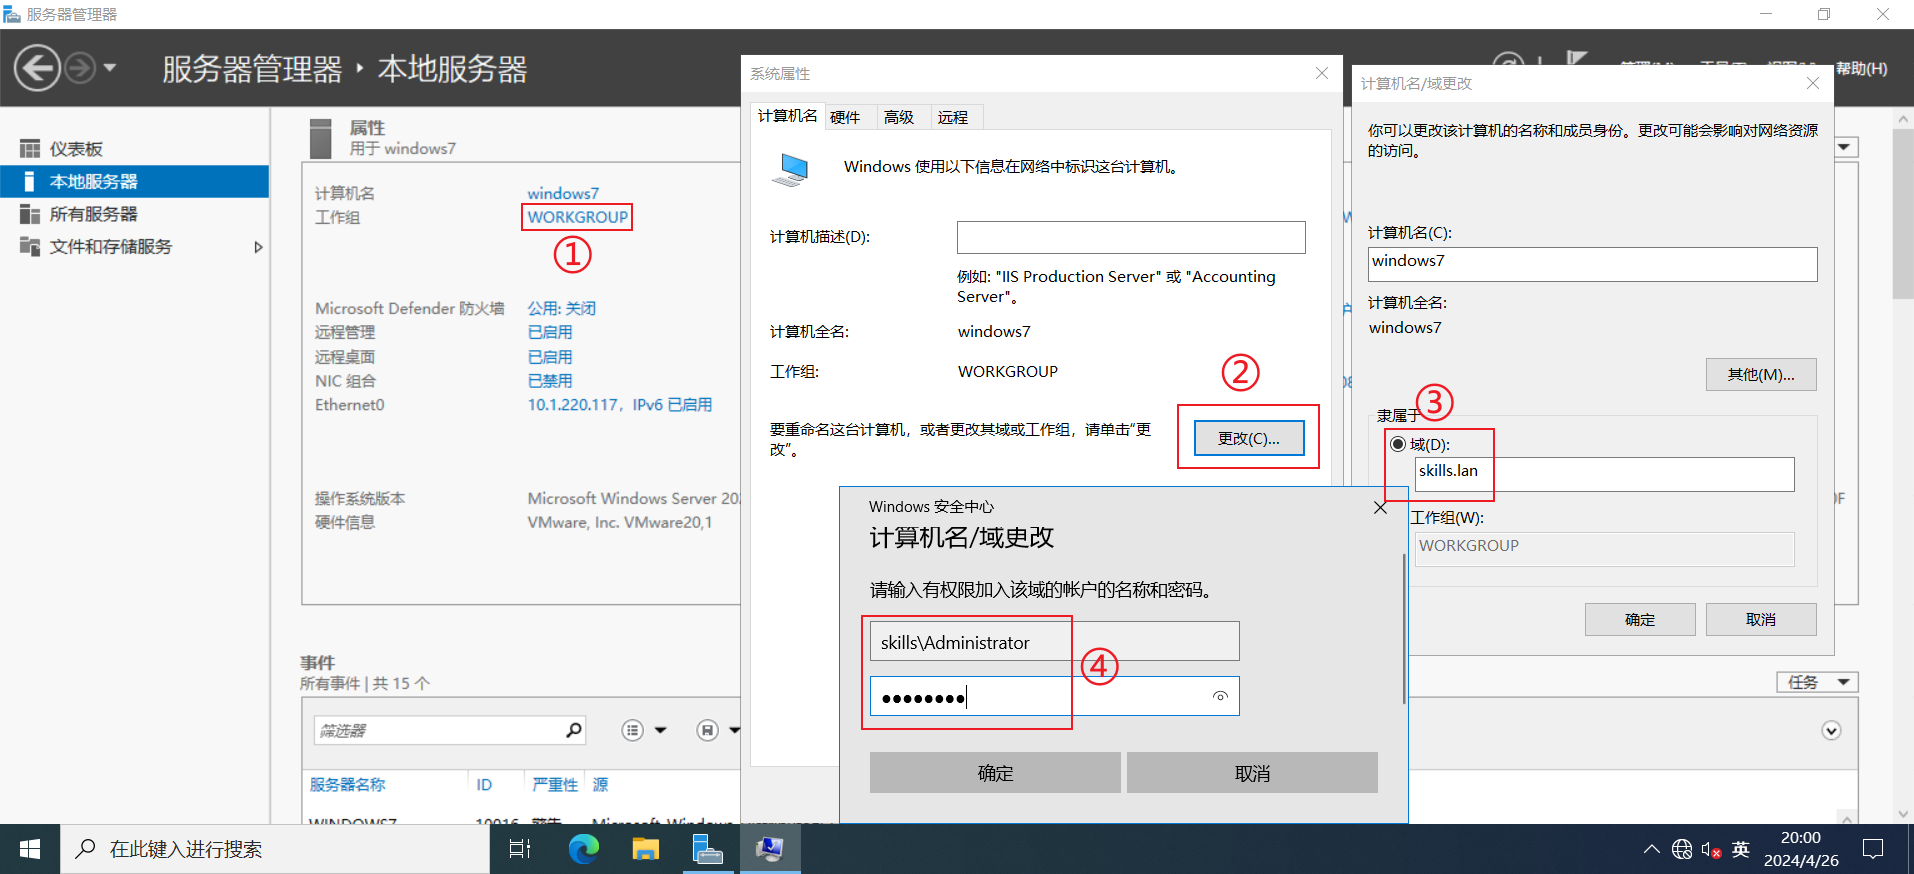 服务器管理器
服务器管理器 ‣ 本地服务器
帮助(H)
仪表板
本地服务器
所有服务器
文件和存储服务
属性
用于 windows7
计算机名 windows7
工作组 WORKGROUP
①
Microsoft Defender 防火墙 公用: 关闭
远程管理 已启用
远程桌面 已启用
NIC 组合 已禁用
Ethernet0 10.1.220.117，IPv6 已启用
操作系统版本 Microsoft Windows Server 20
硬件信息 VMware, Inc. VMware20,1
事件
所有事件 | 共 15 个
任务
筛选器
服务器名称 ID 严重性 源
系统属性
计算机名 硬件 高级 远程
Windows 使用以下信息在网络中标识这台计算机。
计算机描述(D):
例如: "IIS Production Server" 或 "Accounting
Server"。
计算机全名: windows7
工作组: WORKGROUP
②
要重命名这台计算机，或者更改其域或工作组，请单击“更
改”。
更改(C)...
计算机名/域更改
你可以更改该计算机的名称和成员身份。更改可能会影响对网络资源
的访问。
计算机名(C):
windows7
计算机全名:
windows7
其他(M)...
隶属于
③
域(D):
skills.lan
工作组(W):
WORKGROUP
确定 取消
Windows 安全中心
计算机名/域更改
请输入有权限加入该域的帐户的名称和密码。
skills\Administrator
④
●●●●●●●●
确定 取消
在此键入进行搜索
英
20:00
2024/4/26